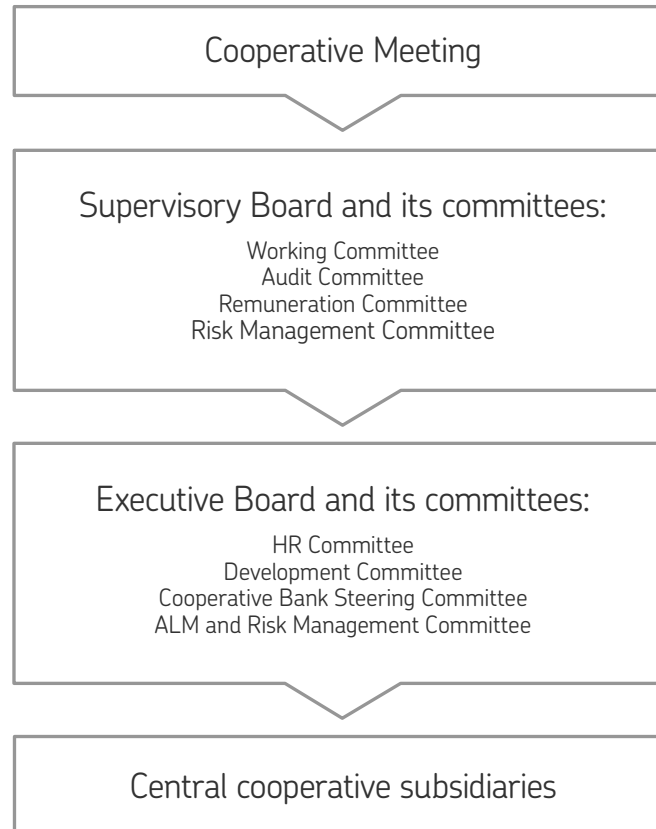 Cooperative Meeting
Supervisory Board and its committees:
Working Committee
Audit Committee
Remuneration Committee
Risk Management Committee
Executive Board and its committees:
HR Committee
Development Committee
Cooperative Bank Steering Committee
ALM and Risk Management Committee
Central cooperative subsidiaries